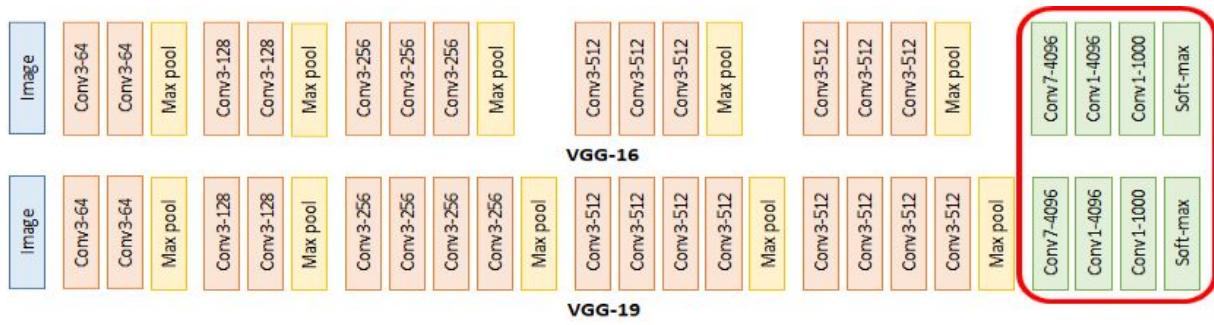 Image
Conv3-64
Conv3-64
Max pool
Conv3-128
Conv3-128
Max pool
Conv3-256
Conv3-256
Conv3-256
Max pool
Conv3-512
Conv3-512
Conv3-512
Max pool
Conv3-512
Conv3-512
Conv3-512
Max pool
Conv7-4096
Conv1-4096
Conv1-1000
Soft-max
VGG-16
Image
Conv3-64
Conv3-64
Max pool
Conv3-128
Conv3-128
Max pool
Conv3-256
Conv3-256
Conv3-256
Conv3-256
Max pool
Conv3-512
Conv3-512
Conv3-512
Conv3-512
Max pool
Conv3-512
Conv3-512
Conv3-512
Conv3-512
Max pool
Conv7-4096
Conv1-4096
Conv1-1000
Soft-max
VGG-19